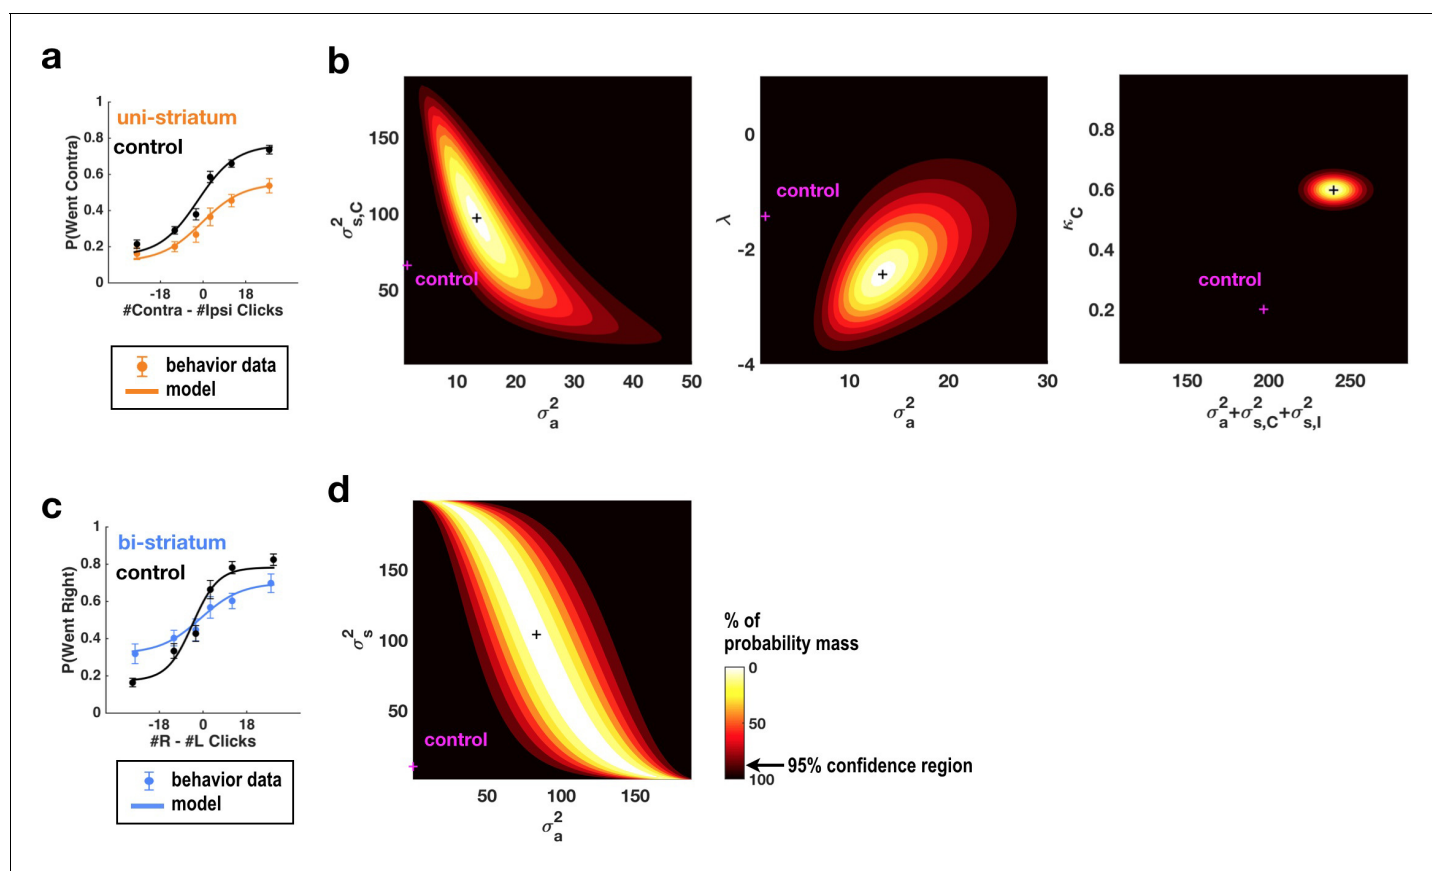 a
P(Went Contra)
1
0.8
0.6
0.4
0.2
0
uni-striatum
control
-18 0 18
#Contra - #Ipsi Clicks
behavior data
model
b
σ²s,C
150
100
50
control
10 20 30 40 50
σ²a
λ
0
-2
-4
control
10 20 30
σ²a
κC
0.8
0.6
0.4
0.2
control
150 200 250
σ²a+σ²s,C+σ²s,I
c
P(Went Right)
1
0.8
0.6
0.4
0.2
0
bi-striatum
control
-18 0 18
#R - #L Clicks
behavior data
model
d
σ²s
150
100
50
control
50 100 150
σ²a
% of
probability mass
0
50
100
95% confidence region